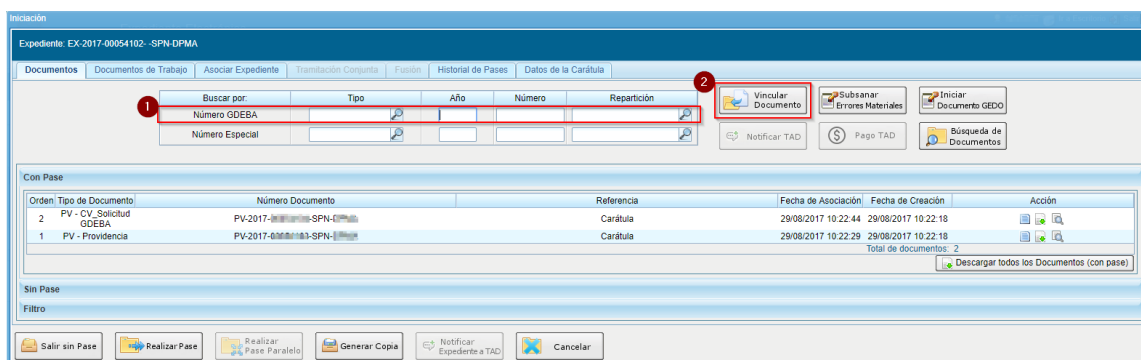 Iniciación
Expediente: EX-2017-00054102- -SPN-DPMA
Documentos Documentos de Trabajo Asociar Expediente Tramitación Conjunta Fusión Historial de Pases Datos de la Carátula
2
Buscar por: Tipo Año Número Repartición
1
Número GDEBA
Número Especial
Vincular Documento
Subsanar Errores Materiales
Iniciar Documento GEDO
Notificar TAD
Pago TAD
Búsqueda de Documentos
Con Pase
Orden Tipo de Documento Número Documento Referencia Fecha de Asociación Fecha de Creación Acción
2 PV - CV_Solicitud GDEBA PV-2017- -SPN- Carátula 29/08/2017 10:22:44 29/08/2017 10:22:18
1 PV - Providencia PV-2017- -SPN- Carátula 29/08/2017 10:22:29 29/08/2017 10:22:18
Total de documentos: 2
Descargar todos los Documentos (con pase)
Sin Pase
Filtro
Salir sin Pase
Realizar Pase
Realizar Pase Paralelo
Generar Copia
Notificar Expediente a TAD
Cancelar